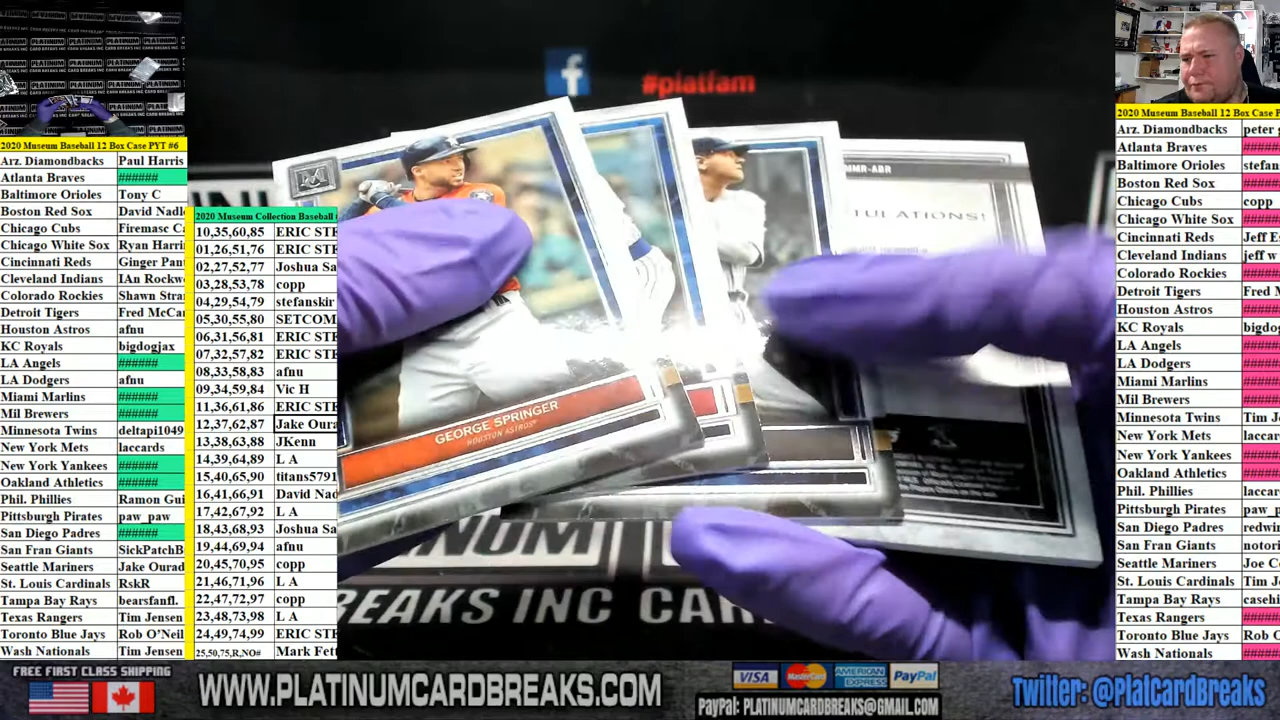 #platfam
2020 Museum Baseball 12 Box Case PYT #6
Arz. Diamondbacks Paul Harris
Atlanta Braves ######
Baltimore Orioles Tony C
Boston Red Sox David Nadle
Chicago Cubs Firemasc Ca
Chicago White Sox Ryan Harri
Cincinnati Reds Ginger Pan
Cleveland Indians IAn Rockw
Colorado Rockies Shawn Stra
Detroit Tigers Fred McCar
Houston Astros afnu
KC Royals bigdogjax
LA Angels ######
LA Dodgers afnu
Miami Marlins ######
Mil Brewers ######
Minnesota Twins deltapi1049
New York Mets laccards
New York Yankees ######
Oakland Athletics ######
Phil. Phillies Ramon Gui
Pittsburgh Pirates paw_paw
San Diego Padres ######
San Fran Giants SickPatchB
Seattle Mariners Jake Ourad
St. Louis Cardinals RskR
Tampa Bay Rays bearsfanfl.
Texas Rangers Tim Jensen
Toronto Blue Jays Rob O'Neil
Wash Nationals Tim Jensen
2020 Museum Collection Baseball
10,35,60,85 ERIC STE
01,26,51,76 ERIC STE
02,27,52,77 Joshua Sa
03,28,53,78 copp
04,29,54,79 stefanskir
05,30,55,80 SETCOM
06,31,56,81 ERIC STE
07,32,57,82 ERIC STE
08,33,58,83 afnu
09,34,59,84 Vic H
11,36,61,86 ERIC STE
12,37,62,87 Jake Oura
13,38,63,88 JKenn
14,39,64,89 L A
15,40,65,90 titans5791
16,41,66,91 David Nad
17,42,67,92 L A
18,43,68,93 Joshua Sa
19,44,69,94 afnu
20,45,70,95 copp
21,46,71,96 L A
22,47,72,97 copp
23,48,73,98 L A
24,49,74,99 ERIC STE
25,50,75,R,NO# Mark Fett
MMR-ABR
TULATIONS!
GEORGE SPRINGER
HOUSTON ASTROS
INUM
BREAKS INC CAR
2020 Museum Baseball 12 Box Case PYT
Arz. Diamondbacks peter
Atlanta Braves #####
Baltimore Orioles stefan
Boston Red Sox #####
Chicago Cubs copp
Chicago White Sox #####
Cincinnati Reds Jeff Es
Cleveland Indians jeff w
Colorado Rockies #####
Detroit Tigers Fred M
Houston Astros #####
KC Royals bigdog
LA Angels #####
LA Dodgers #####
Miami Marlins #####
Mil Brewers #####
Minnesota Twins Tim J
New York Mets laccar
New York Yankees #####
Oakland Athletics #####
Phil. Phillies laccar
Pittsburgh Pirates paw_p
San Diego Padres redwin
San Fran Giants notori
Seattle Mariners Joe C
St. Louis Cardinals Tim J
Tampa Bay Rays casehi
Texas Rangers #####
Toronto Blue Jays Rob O
Wash Nationals #####
FREE FIRST CLASS SHIPPING
WWW.PLATINUMCARDBREAKS.COM
VISA MasterCard AMERICAN EXPRESS PayPal
PayPal: PLATINUMCARDBREAKS@GMAIL.COM
Twitter: @PlatCardBreaks